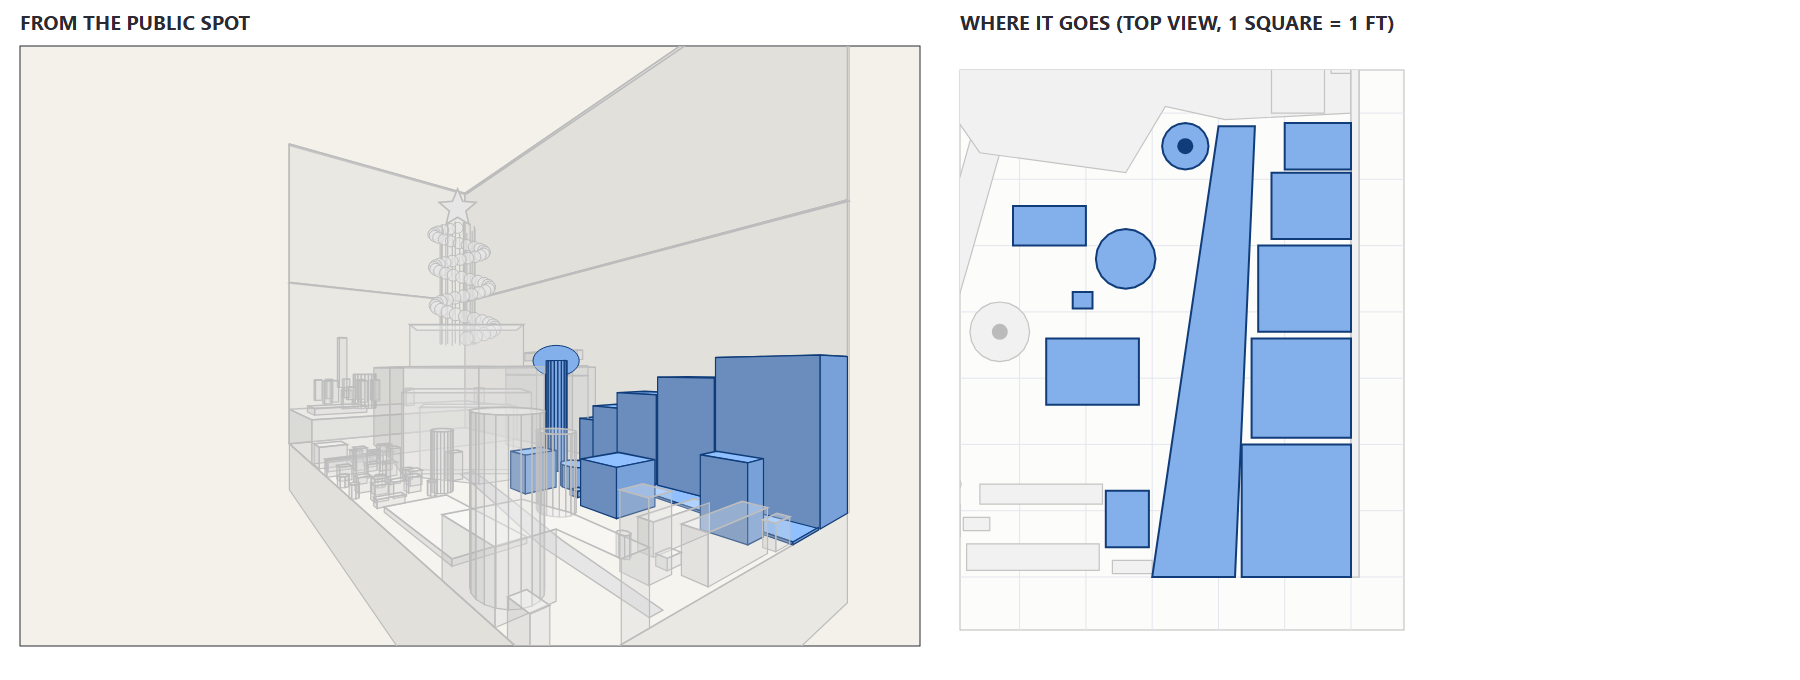 FROM THE PUBLIC SPOT
WHERE IT GOES (TOP VIEW, 1 SQUARE = 1 FT)